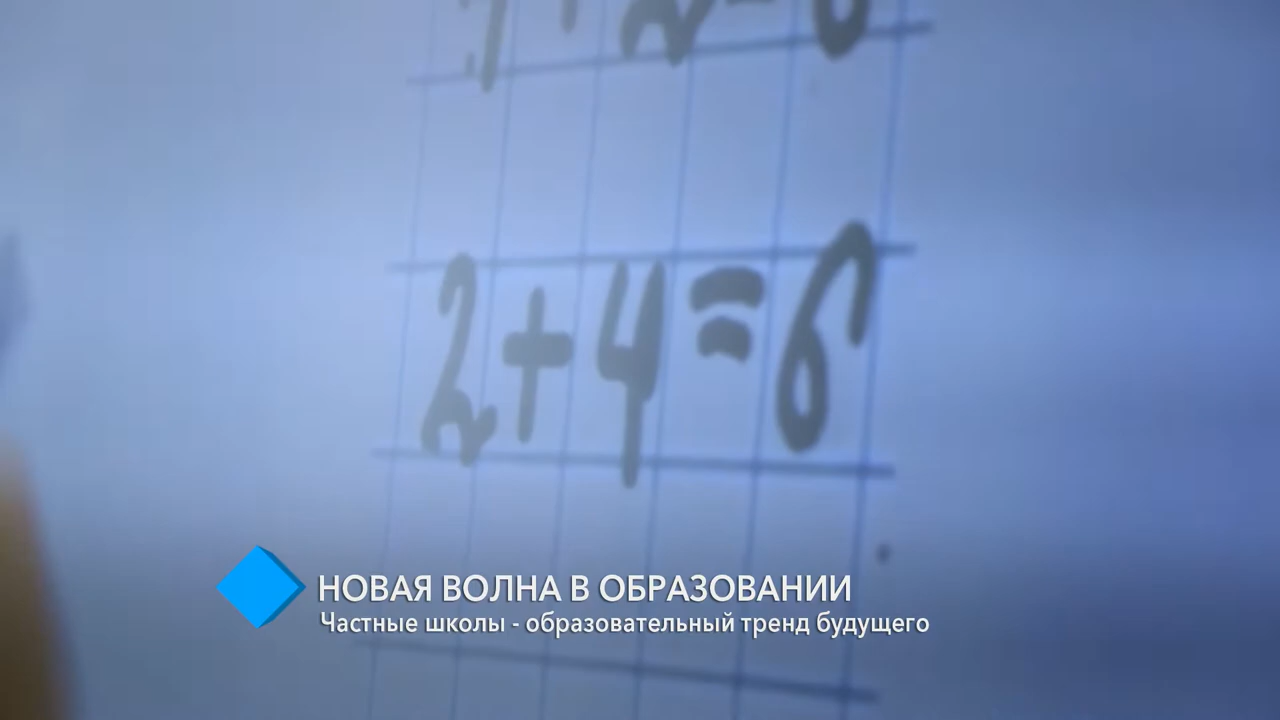 2+4=6
НОВАЯ ВОЛНА В ОБРАЗОВАНИИ
Частные школы - образовательный тренд будущего